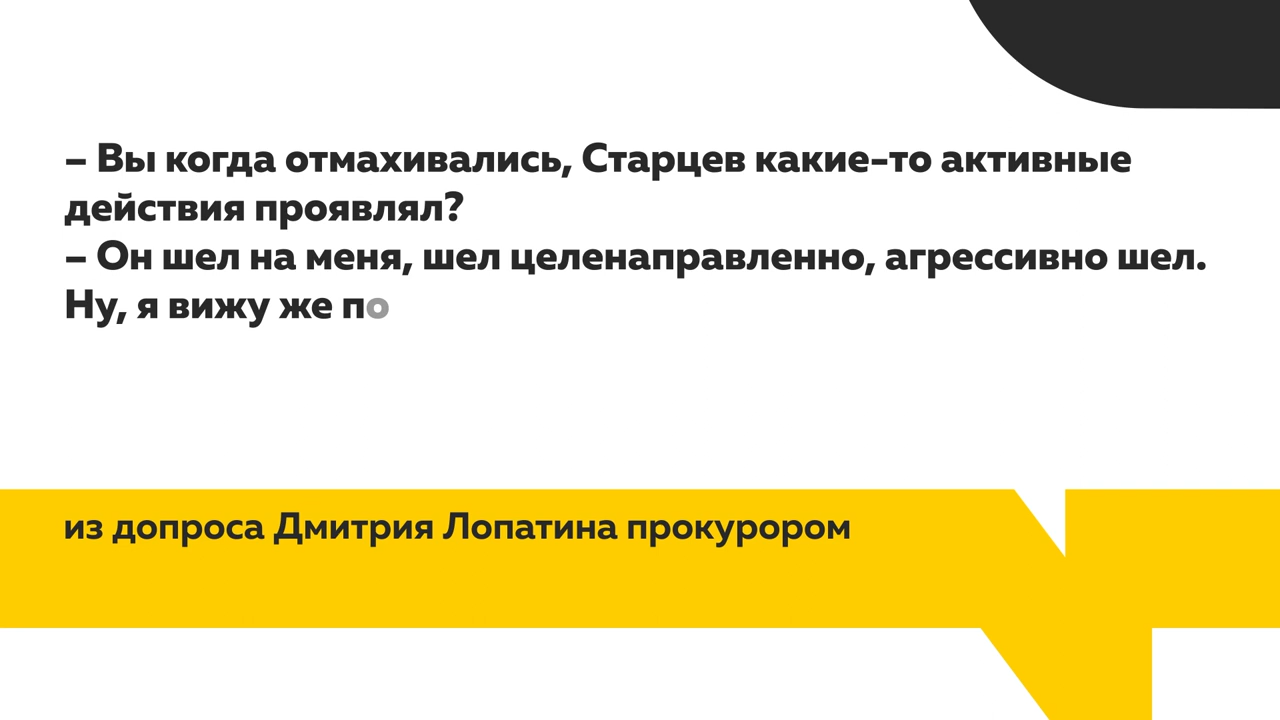 – Вы когда отмахивались, Старцев какие-то активные
действия проявлял?
– Он шел на меня, шел целенаправленно, агрессивно шел.
Ну, я вижу же по
из допроса Дмитрия Лопатина прокурором